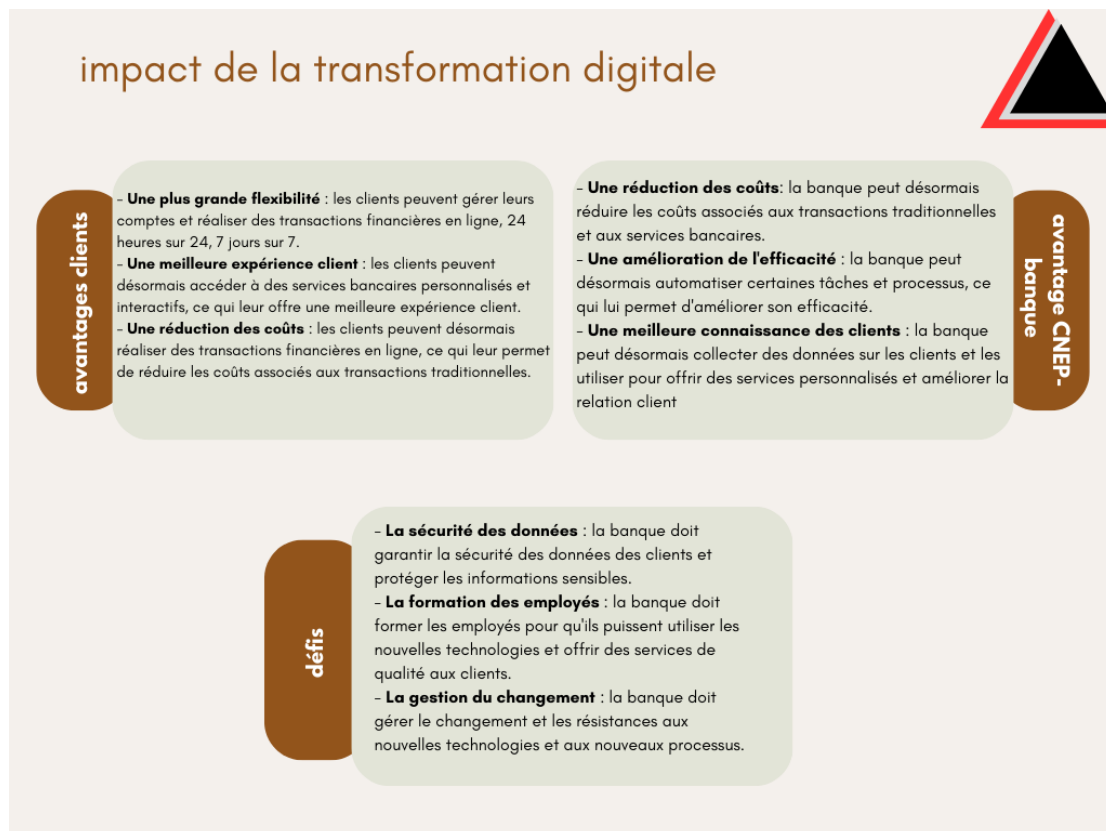 impact de la transformation digitale
avantages clients
- Une plus grande flexibilité : les clients peuvent gérer leurs
comptes et réaliser des transactions financières en ligne, 24
heures sur 24, 7 jours sur 7.
- Une meilleure expérience client : les clients peuvent
désormais accéder à des services bancaires personnalisés et
interactifs, ce qui leur offre une meilleure expérience client.
- Une réduction des coûts : les clients peuvent désormais
réaliser des transactions financières en ligne, ce qui leur permet
de réduire les coûts associés aux transactions traditionnelles.
avantage CNEP-
banque
- Une réduction des coûts: la banque peut désormais
réduire les coûts associés aux transactions traditionnelles
et aux services bancaires.
- Une amélioration de l'efficacité : la banque peut
désormais automatiser certaines tâches et processus, ce
qui lui permet d'améliorer son efficacité.
- Une meilleure connaissance des clients : la banque
peut désormais collecter des données sur les clients et les
utiliser pour offrir des services personnalisés et améliorer la
relation client
défis
- La sécurité des données : la banque doit
garantir la sécurité des données des clients et
protéger les informations sensibles.
- La formation des employés : la banque doit
former les employés pour qu'ils puissent utiliser les
nouvelles technologies et offrir des services de
qualité aux clients.
- La gestion du changement : la banque doit
gérer le changement et les résistances aux
nouvelles technologies et aux nouveaux processus.